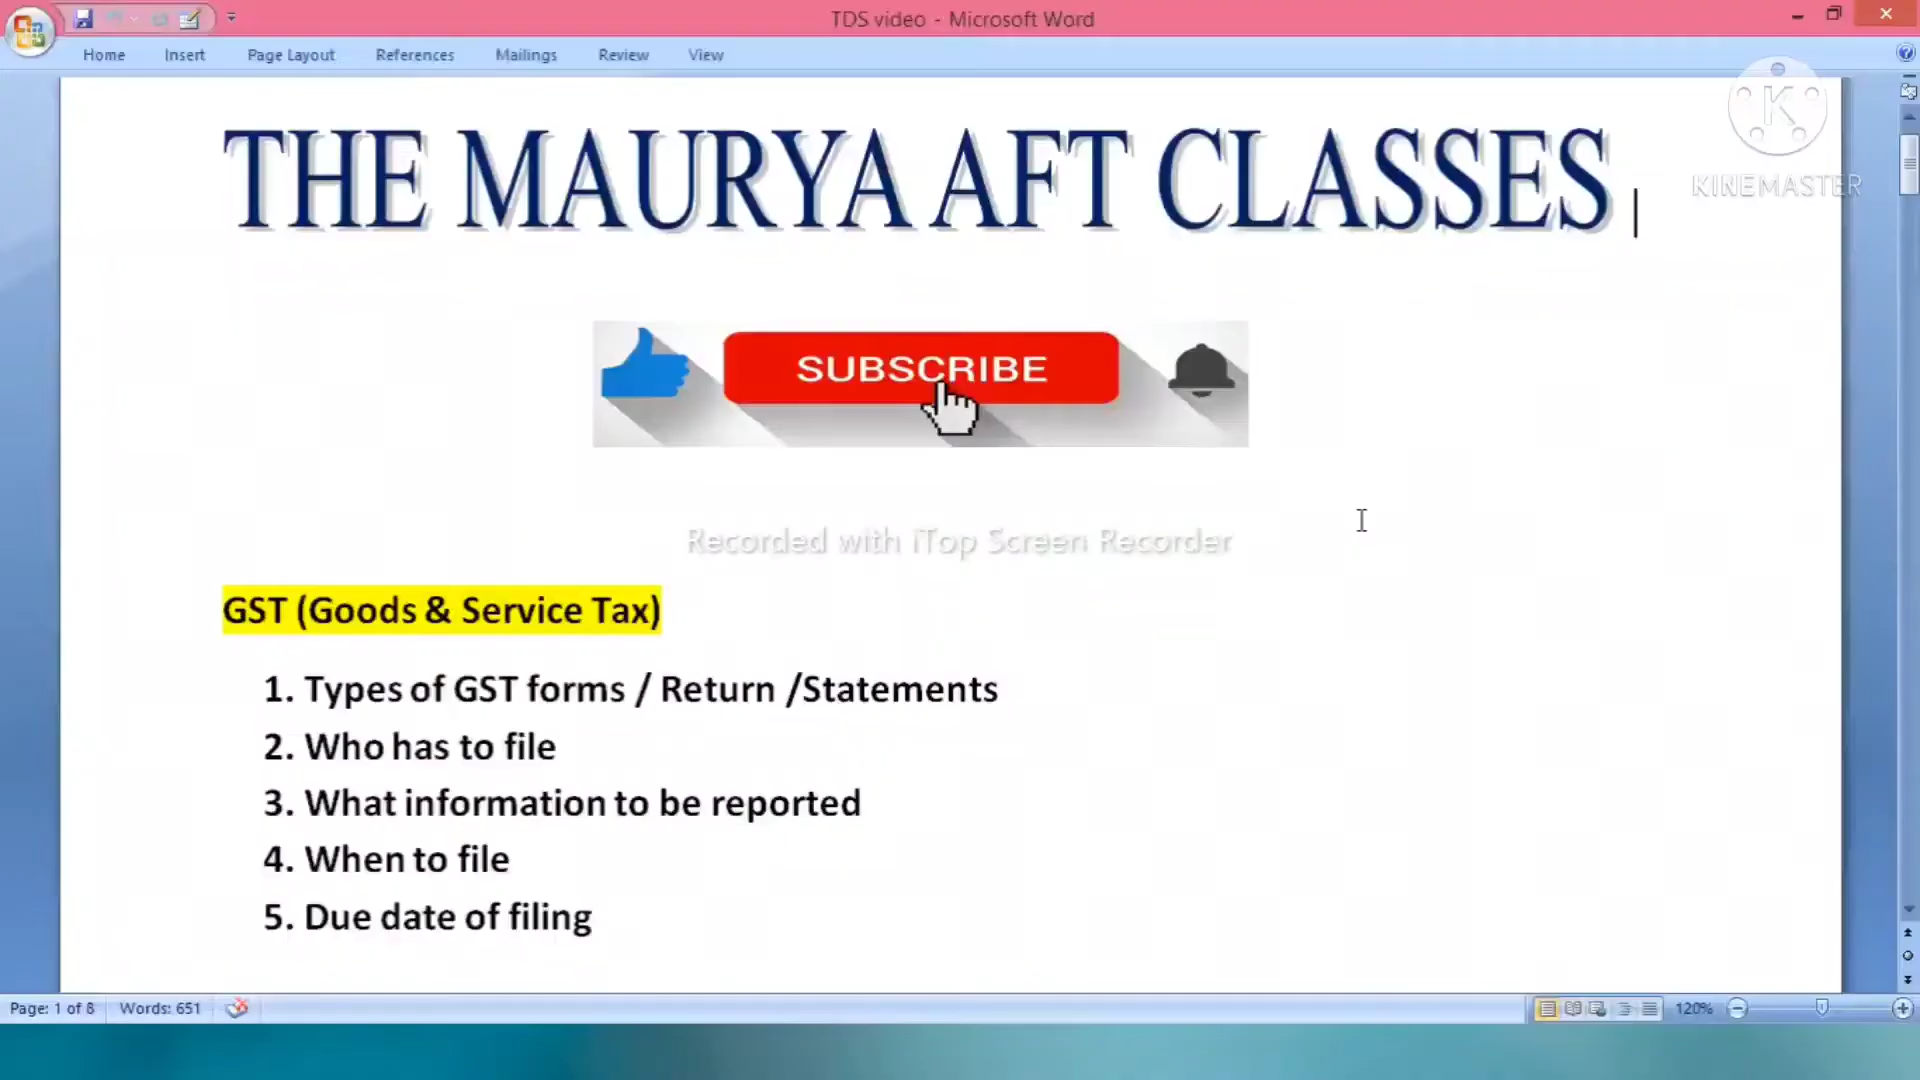 TDS video - Microsoft Word
Home Insert Page Layout References Mailings Review View
THE MAURYA AFT CLASSES
K
KINEMASTER
SUBSCRIBE
Recorded with iTop Screen Recorder
GST (Goods & Service Tax)
1. Types of GST forms / Return /Statements
2. Who has to file
3. What information to be reported
4. When to file
5. Due date of filing
Page: 1 of 8 Words: 651 120%